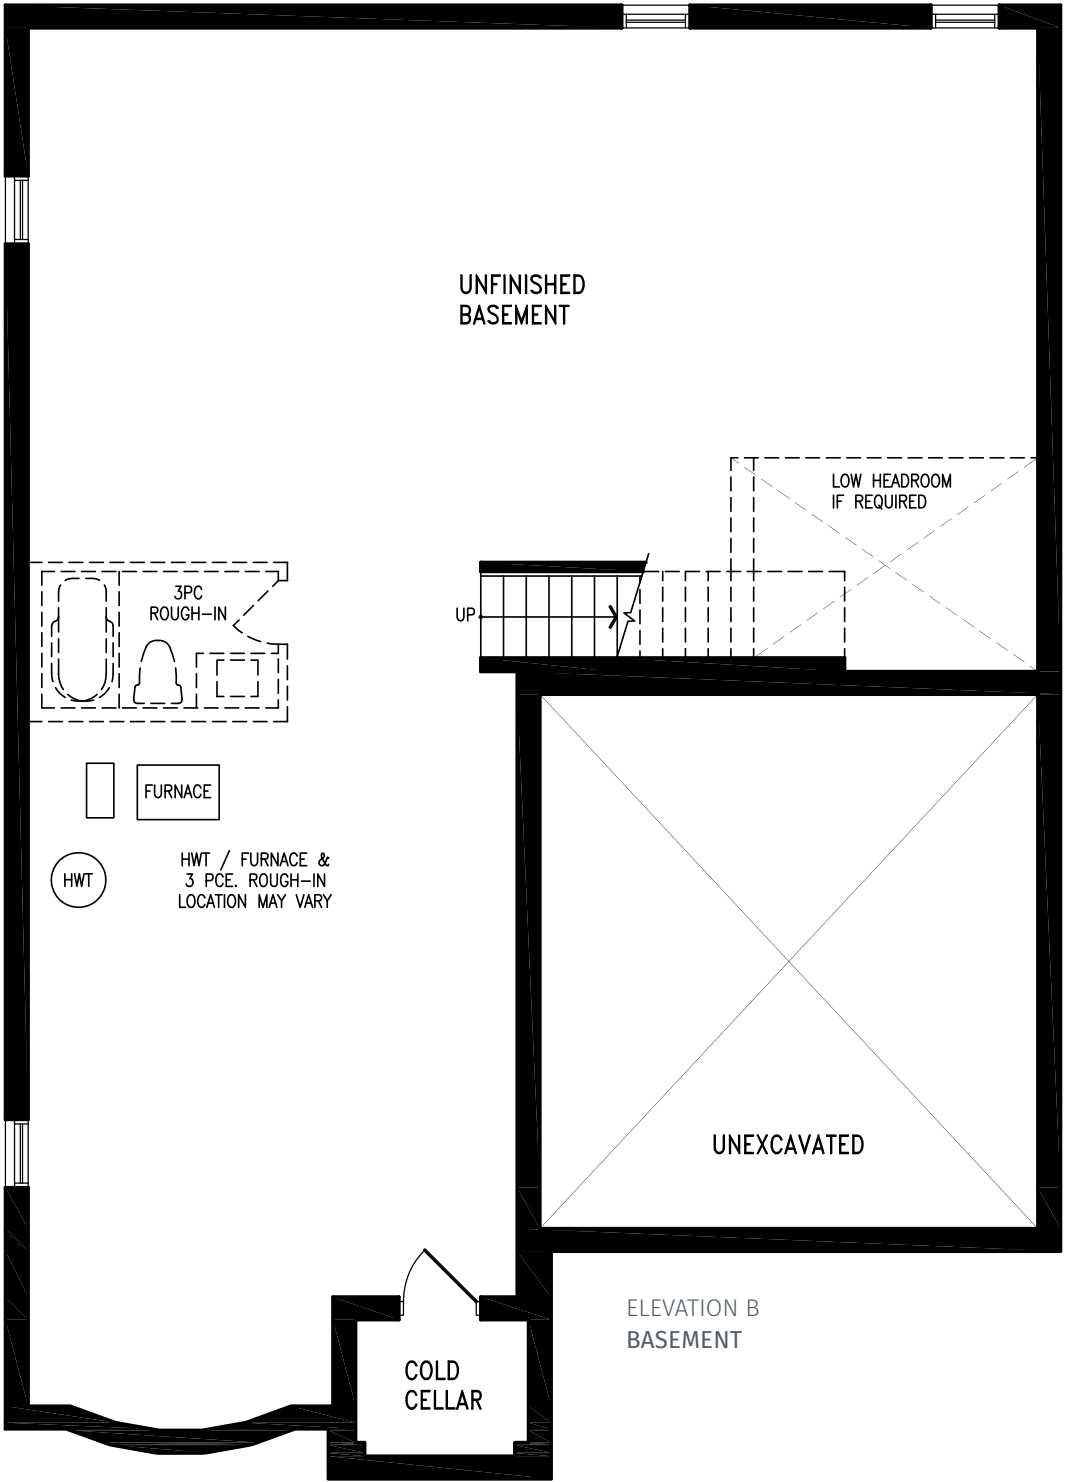 UNFINISHED
BASEMENT
LOW HEADROOM
IF REQUIRED
3PC
ROUGH-IN
UP
FURNACE
HWT
HWT / FURNACE &
3 PCE. ROUGH-IN
LOCATION MAY VARY
UNEXCAVATED
ELEVATION B
BASEMENT
COLD
CELLAR